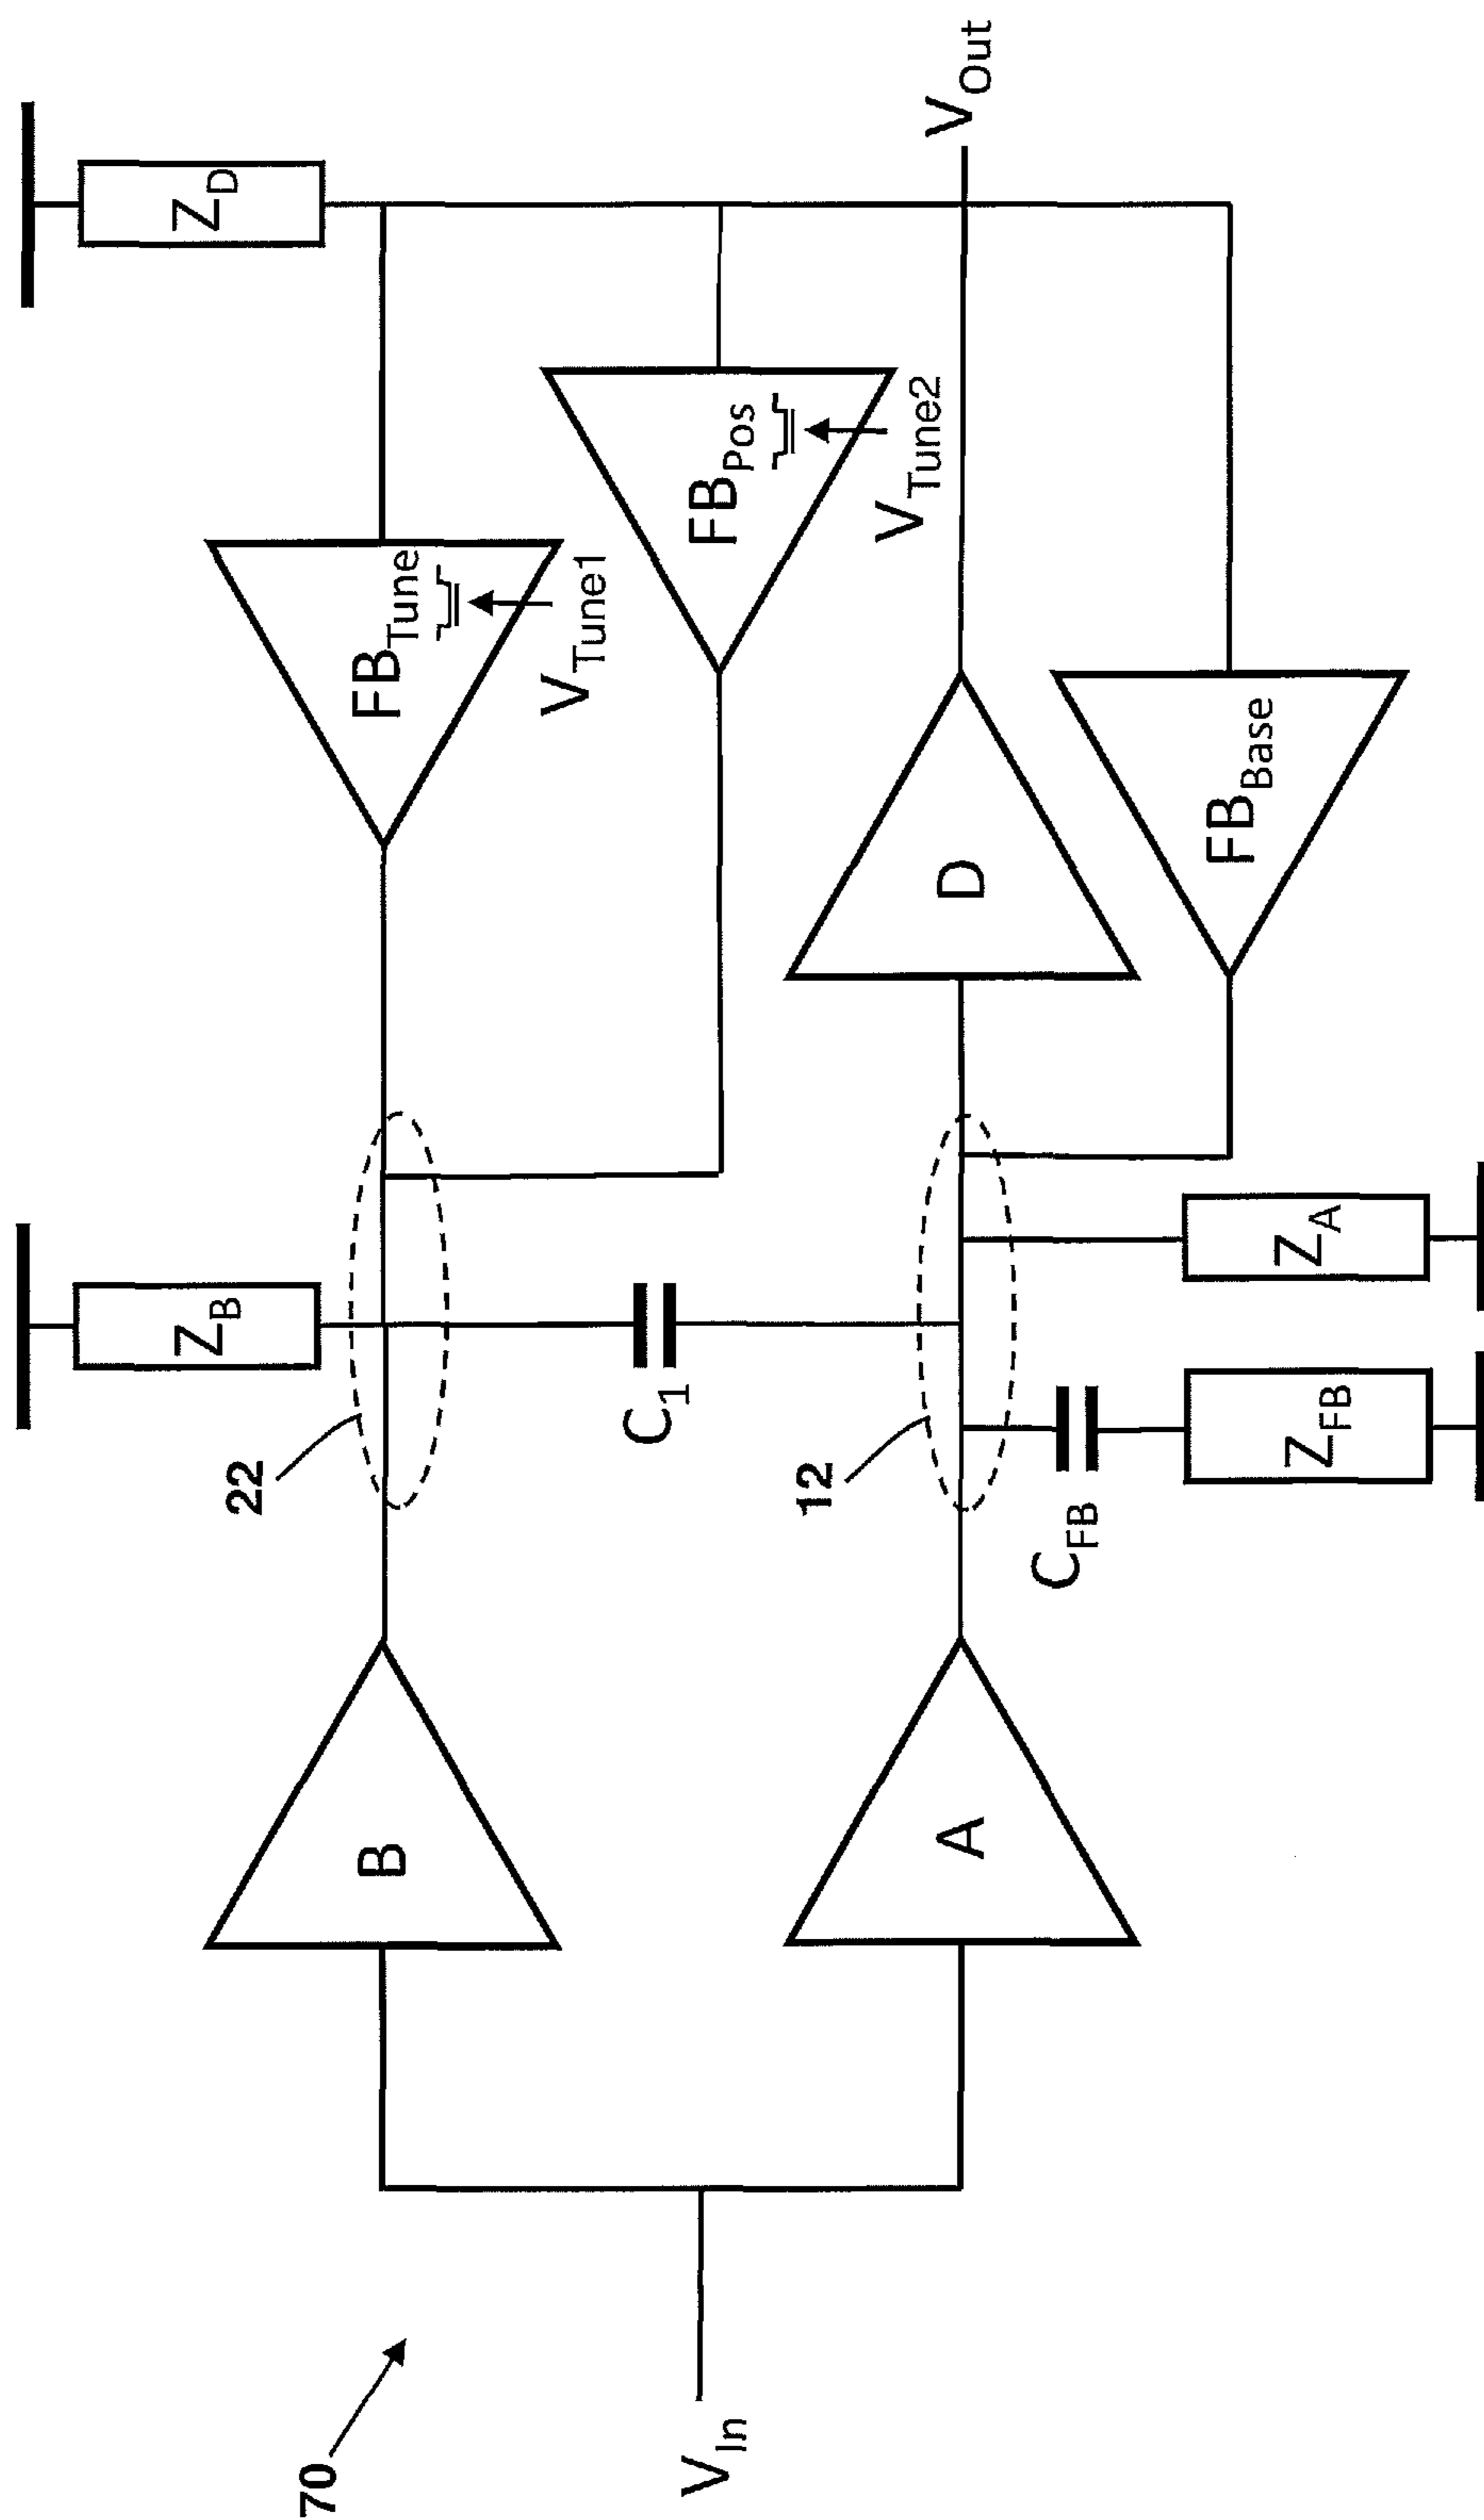 70
V_In
B
A
22
Z_B
C_1
12
C_FB
Z_FB
Z_A
FB_Tune
V_Tune1
FB_Pos
V_Tune2
D
FB_Base
Z_D
V_Out